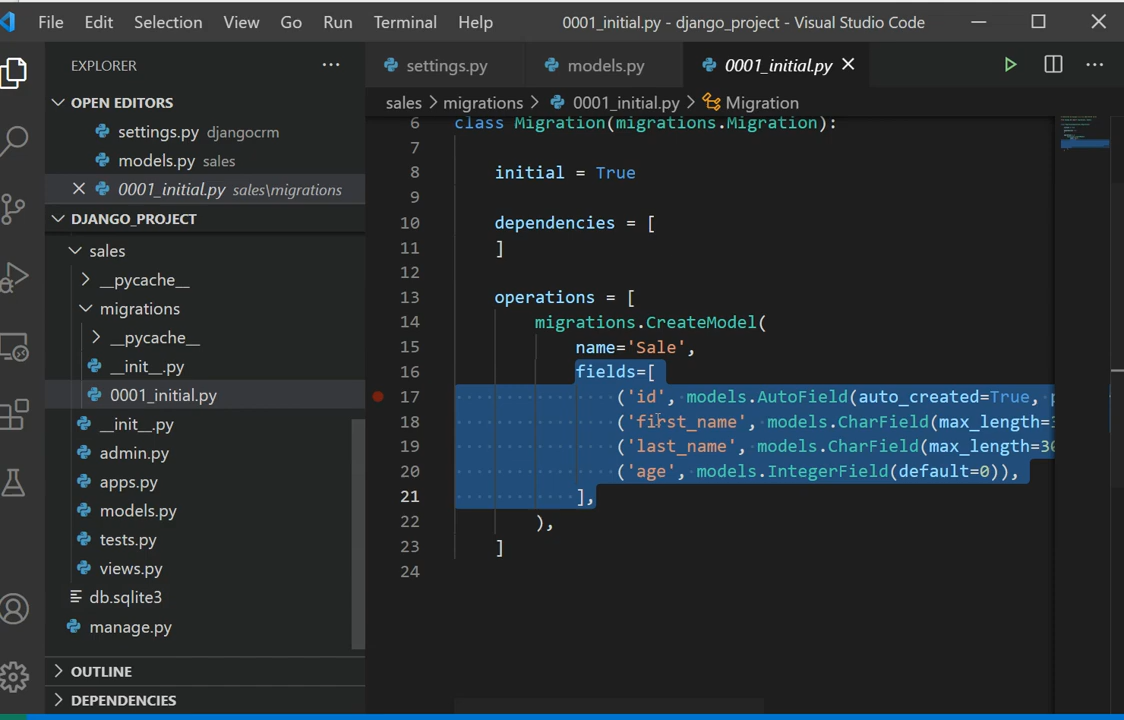 File Edit Selection View Go Run Terminal Help 0001_initial.py - django_project - Visual Studio Code
EXPLORER
OPEN EDITORS
settings.py djangocrm
models.py sales
0001_initial.py sales\migrations
DJANGO_PROJECT
sales
__pycache__
migrations
__pycache__
__init__.py
0001_initial.py
__init__.py
admin.py
apps.py
models.py
tests.py
views.py
db.sqlite3
manage.py
OUTLINE
DEPENDENCIES
settings.py models.py 0001_initial.py
sales > migrations > 0001_initial.py > Migration
6 class Migration(migrations.Migration):
7
8 initial = True
9
10 dependencies = [
11 ]
12
13 operations = [
14 migrations.CreateModel(
15 name='Sale',
16 fields=[
17 ('id', models.AutoField(auto_created=True,
18 ('first_name', models.CharField(max_length=
19 ('last_name', models.CharField(max_length=30
20 ('age', models.IntegerField(default=0)),
21 ],
22 ),
23 ]
24